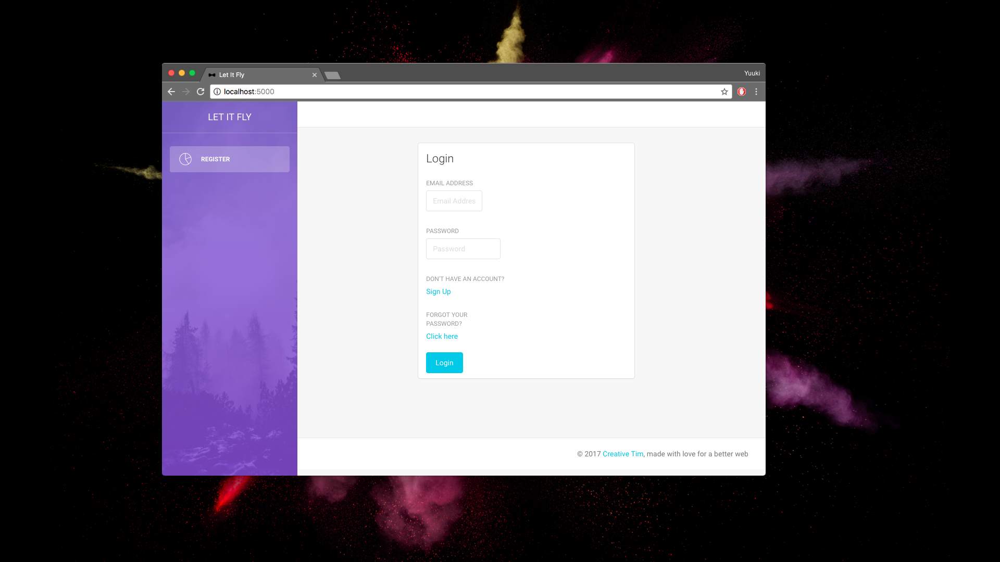 Let It Fly
Yuuki
localhost:5000
LET IT FLY
REGISTER
Login
EMAIL ADDRESS
Email Addres
PASSWORD
Password
DON'T HAVE AN ACCOUNT?
Sign Up
FORGOT YOUR
PASSWORD?
Click here
Login
© 2017 Creative Tim, made with love for a better web